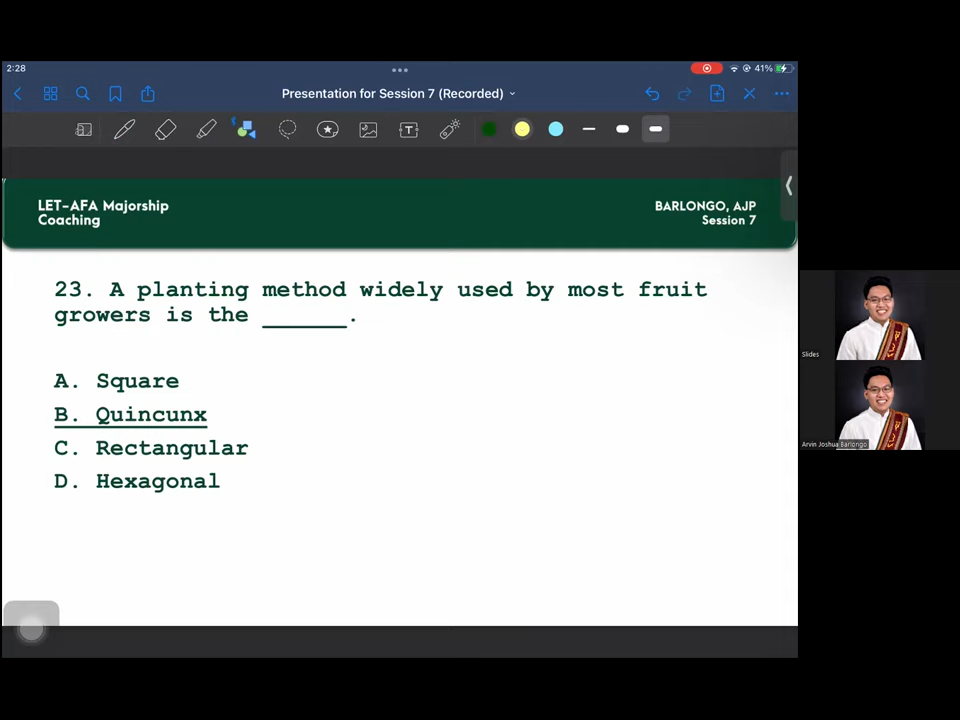 2:28
41%
Presentation for Session 7 (Recorded)
T
LET-AFA Majorship
Coaching
BARLONGO, AJP
Session 7
23. A planting method widely used by most fruit
growers is the ______.
A. Square
B. Quincunx
C. Rectangular
D. Hexagonal
Slides
Arvin Joshua Barlongo